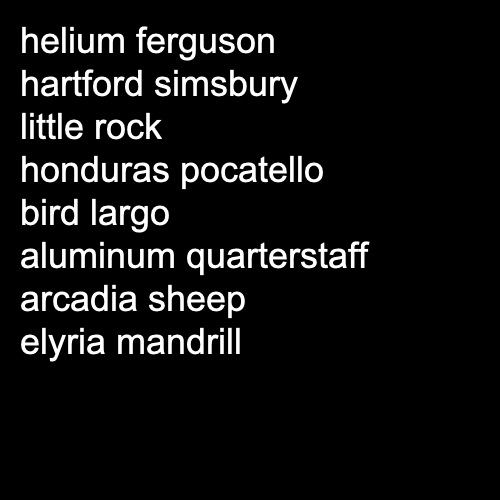 helium ferguson
hartford simsbury
little rock
honduras pocatello
bird largo
aluminum quarterstaff
arcadia sheep
elyria mandrill